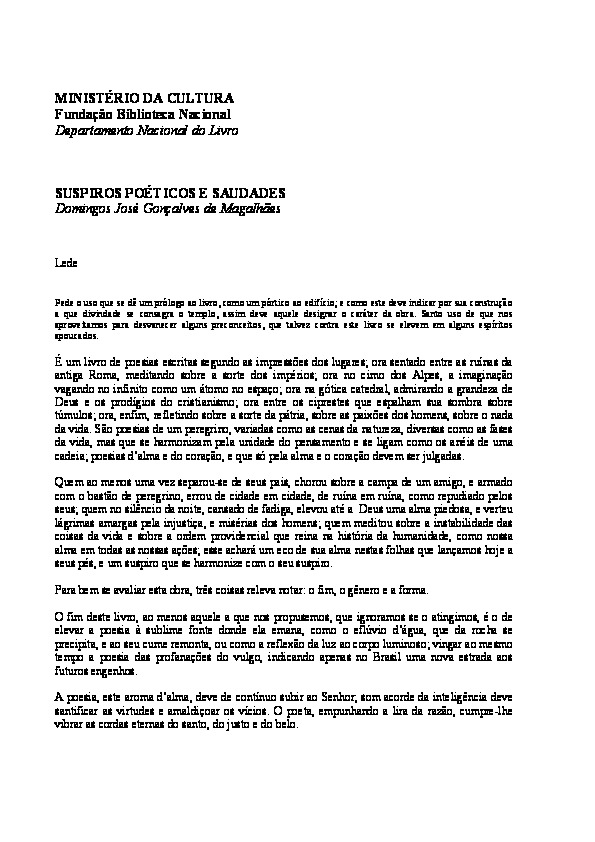 MINISTÉRIO DA CULTURA
Fundação Biblioteca Nacional
Departamento Nacional do Livro
SUSPIROS POÉTICOS E SAUDADES
Domingos José Gonçalves de Magalhães
Lede
Pede o uso que se dê um prólogo ao livro, como um pórtico ao edifício; e como este deve indicar por sua construção
a que divindade se consagra o templo, assim deve aquele designar o caráter da obra. Santo uso de que nos
aproveitamos para desvanecer alguns preconceitos, que talvez contra este livro se elevem em alguns espíritos
apoucados.
É um livro de poesias escritas segundo as impressões dos lugares; ora sentado entre as ruínas da
antiga Roma, meditando sobre a sorte dos impérios; ora no cimo dos Alpes, a imaginação
vagando no infinito como um átomo no espaço; ora na gótica catedral, admirando a grandeza de
Deus e os prodígios do cristianismo; ora entre os ciprestes que espalham sua sombra sobre
túmulos; ora, enfim, refletindo sobre a sorte da pátria, sobre as paixões dos homens, sobre o nada
da vida. São poesias de um peregrino, variadas como as cenas da natureza, diversas como as fases
da vida, mas que se harmonizam pela unidade do pensamento e se ligam como os anéis de uma
cadeia; poesias d'alma e do coração, e que só pela alma e o coração devem ser julgadas.
Quem ao menos uma vez separou-se de seus pais, chorou sobre a campa de um amigo, e armado
com o bastão de peregrino, errou de cidade em cidade, de ruína em ruína, como repudiado pelos
seus; quem no silêncio da noite, cansado de fadiga, elevou até a Deus uma alma piedosa, e verteu
lágrimas amargas pela injustiça, e misérias dos homens; quem meditou sobre a instabilidade das
coisas da vida e sobre a ordem providencial que reina na história da humanidade, como nossa
alma em todas as nossas ações; esse achará um eco de sua alma nestas folhas que lançamos hoje a
seus pés, e um suspiro que se harmonize com o seu suspiro.
Para bem se avaliar esta obra, três coisas releva notar: o fim, o gênero e a forma.
O fim deste livro, ao menos aquele a que nos propusemos, que ignoramos se o atingimos, é o de
elevar a poesia à sublime fonte donde ela emana, como o eflúvio d'água, que da rocha se
precipita, e ao seu cume remonta, ou como a reflexão da luz ao corpo luminoso; vingar ao mesmo
tempo a poesia das profanações do vulgo, indicando apenas no Brasil uma nova estrada aos
futuros engenhos.
A poesia, este aroma d'alma, deve de contínuo subir ao Senhor; som acorde da inteligência deve
santificar as virtudes e amaldiçoar os vícios. O poeta, empunhando a lira da razão, cumpre-lhe
vibrar as cordas eternas do santo, do justo e do belo.